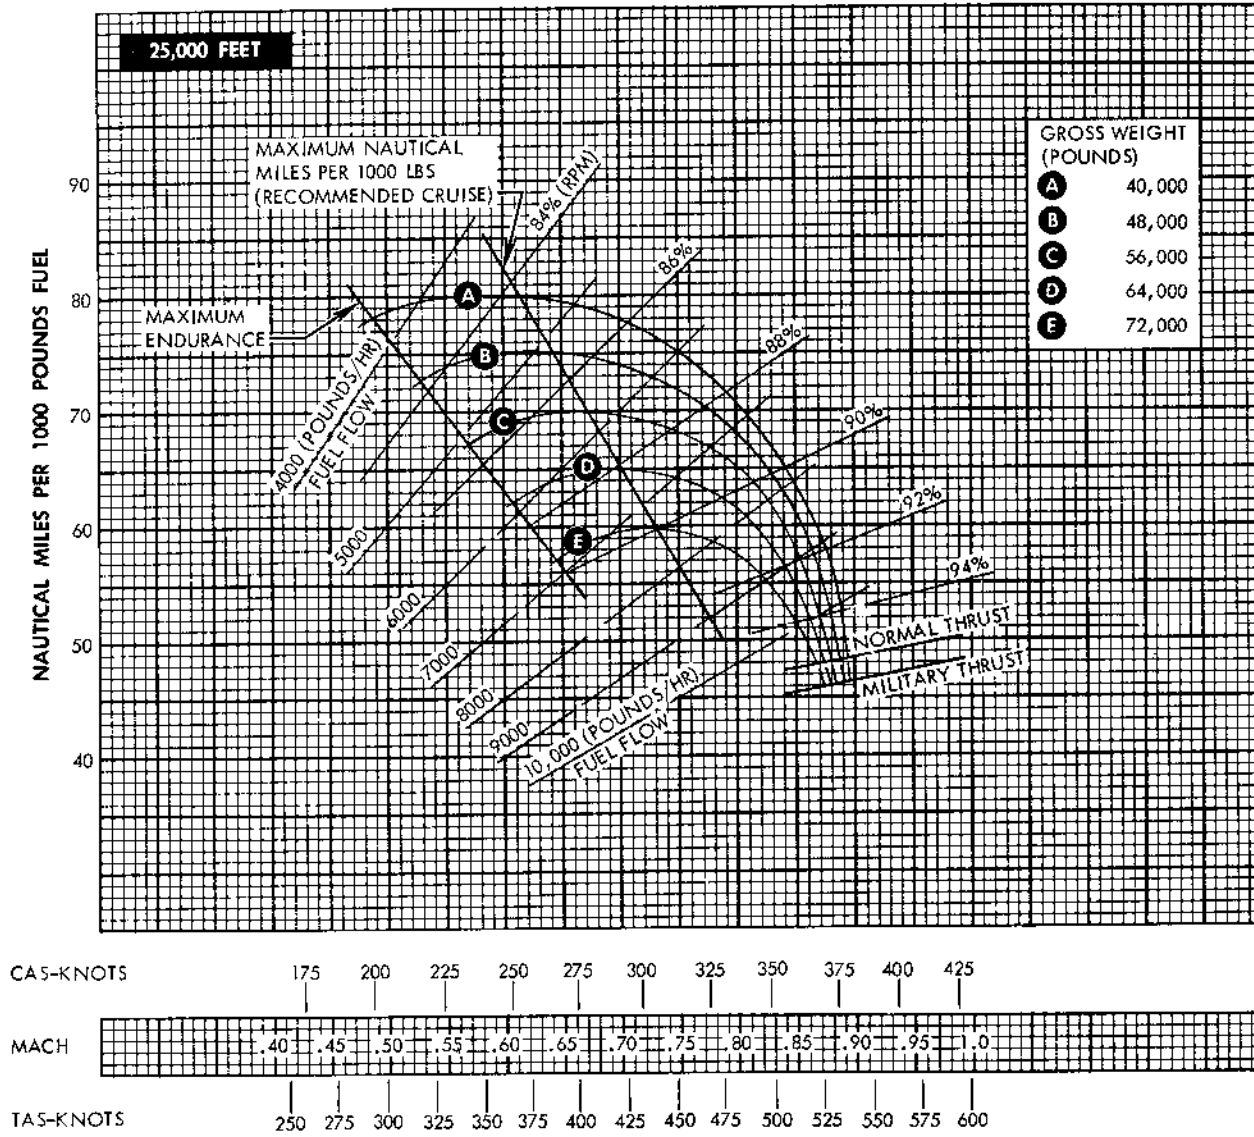 25,000 FEET
MAXIMUM NAUTICAL
MILES PER 1000 LBS
(RECOMMENDED CRUISE)
84% (RPM)
86%
88%
90%
92%
94%
NORMAL THRUST
MILITARY THRUST
GROSS WEIGHT
(POUNDS)
A 40,000
B 48,000
C 56,000
D 64,000
E 72,000
NAUTICAL MILES PER 1000 POUNDS FUEL
90
80
70
60
50
40
MAXIMUM
ENDURANCE
A
B
C
D
E
4000 (POUNDS/HR)
FUEL FLOW
5000
6000
7000
8000
9000
10,000 (POUNDS/HR)
FUEL FLOW
CAS-KNOTS 175 200 225 250 275 300 325 350 375 400 425
MACH .40 .45 .50 .55 .60 .65 .70 .75 .80 .85 .90 .95 1.0
TAS-KNOTS 250 275 300 325 350 375 400 425 450 475 500 525 550 575 600